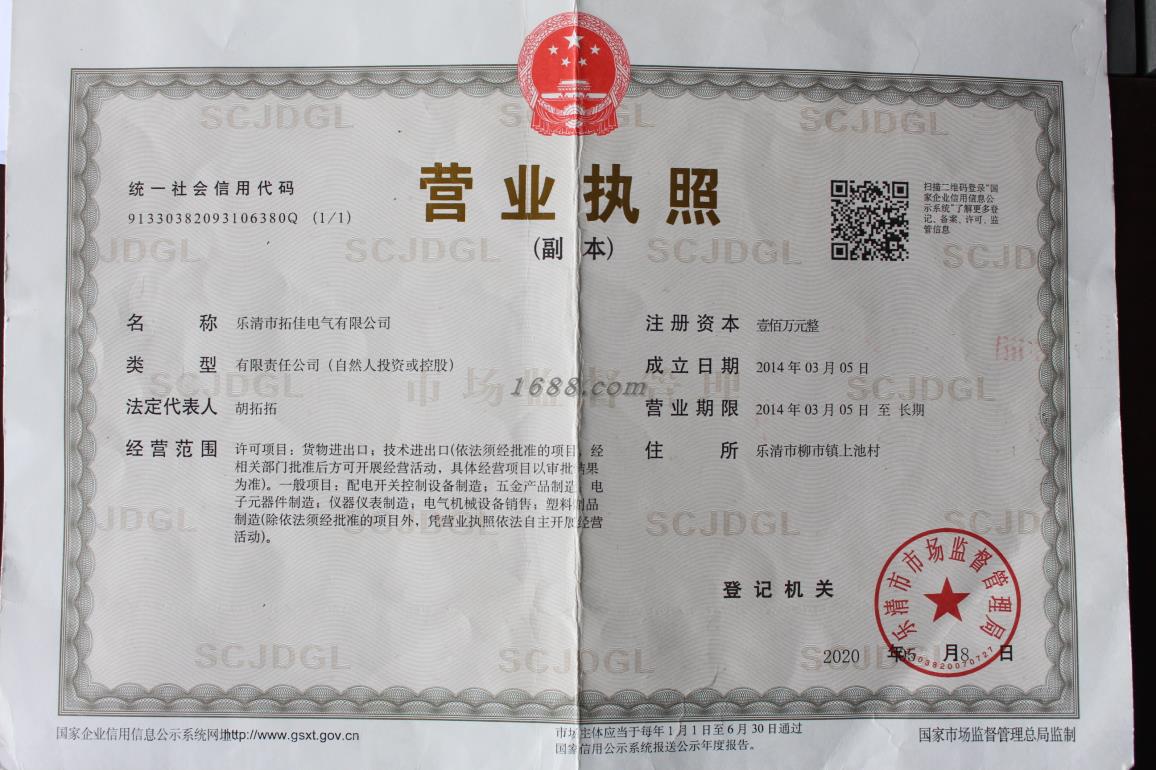 营业执照
(副本)
统一社会信用代码
91330382093106380Q (1/1)
扫描二维码登录“国
家企业信用信息公
示系统”了解更多登
记、备案、许可、监
管信息
名称 乐清市拓佳电气有限公司
类型 有限责任公司（自然人投资或控股）
法定代表人 胡拓拓
经营范围 许可项目：货物进出口；技术进出口(依法须经批准的项目，经
相关部门批准后方可开展经营活动，具体经营项目以审批结果
为准)。一般项目：配电开关控制设备制造；五金产品制造；电
子元器件制造；仪器仪表制造；电气机械设备销售；塑料制品
制造(除依法须经批准的项目外，凭营业执照依法自主开展经营
活动)。
注册资本 壹佰万元整
成立日期 2014年03月05日
营业期限 2014年03月05日 至 长期
住所 乐清市柳市镇上池村
1688.com
市场监督管理
SCJDGL
登记机关
乐清市市场监督管理局
2020 年05 月8 日
国家企业信用信息公示系统网址http://www.gsxt.gov.cn
市场主体应当于每年1月1日至6月30日通过
国家信用公示系统报送公示年度报告。
国家市场监督管理总局监制